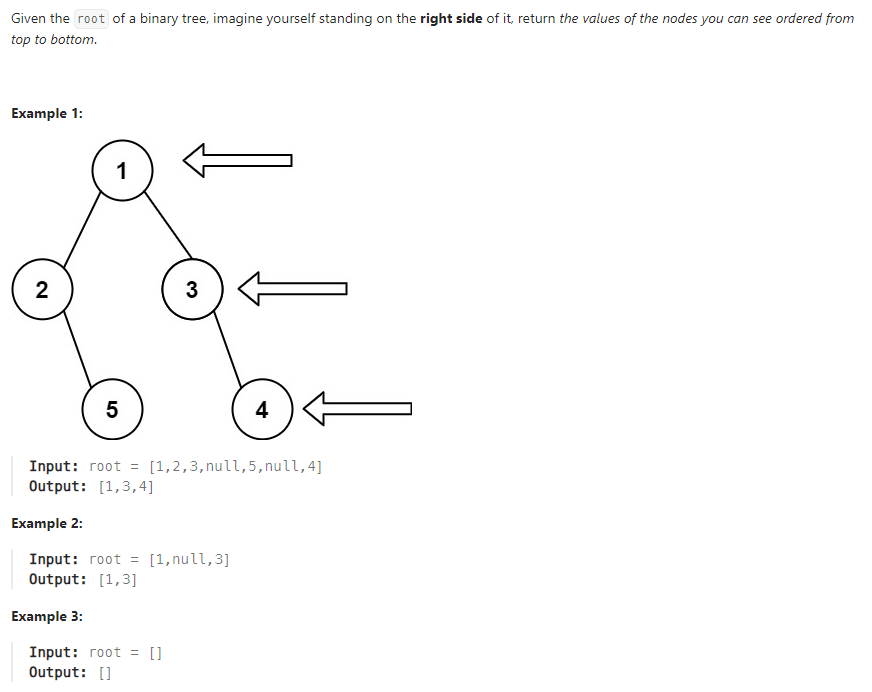 Given the root of a binary tree, imagine yourself standing on the right side of it, return the values of the nodes you can see ordered from
top to bottom.
Example 1:
1
2
3
5
4
Input: root = [1,2,3,null,5,null,4]
Output: [1,3,4]
Example 2:
Input: root = [1,null,3]
Output: [1,3]
Example 3:
Input: root = []
Output: []